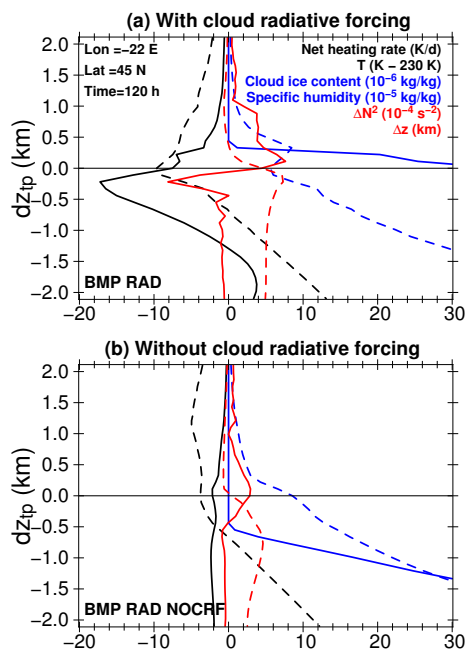 (a) With cloud radiative forcing
Lon =−22 E
Lat =45 N
Time=120 h
Net heating rate (K/d)
T (K − 230 K)
Cloud ice content (10⁻⁶ kg/kg)
Specific humidity (10⁻⁵ kg/kg)
ΔN² (10⁻⁴ s⁻²)
Δz (km)
dz_tp (km)
2.0
1.5
1.0
0.5
0.0
−0.5
−1.0
−1.5
−2.0
BMP RAD
−20 −10 0 10 20 30
(b) Without cloud radiative forcing
dz_tp (km)
2.0
1.5
1.0
0.5
0.0
−0.5
−1.0
−1.5
−2.0
BMP RAD NOCRF
−20 −10 0 10 20 30